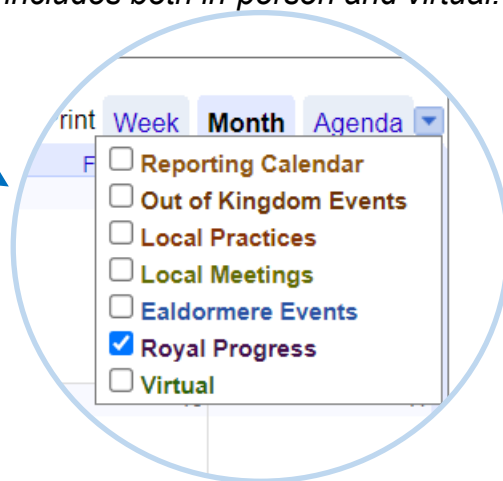 includes both in-person and virtual.
rint Week Month Agenda
F
Reporting Calendar
Out of Kingdom Events
Local Practices
Local Meetings
Ealdormere Events
Royal Progress
Virtual